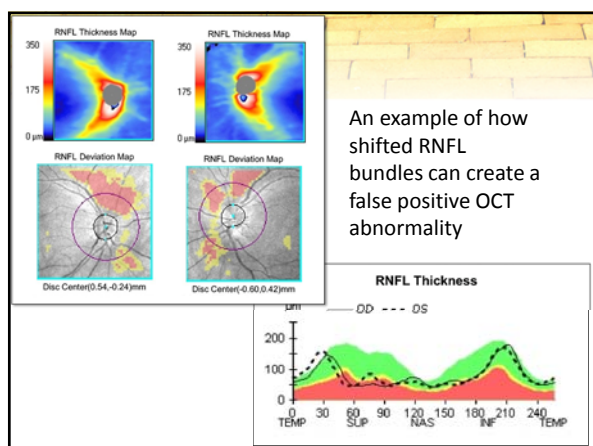 RNFL Thickness Map
RNFL Thickness Map
350
175
0 µm
350
175
0 µm
RNFL Deviation Map
RNFL Deviation Map
Disc Center(0.54,-0.24)mm
Disc Center(-0.60,0.42)mm
An example of how
shifted RNFL
bundles can create a
false positive OCT
abnormality
RNFL Thickness
µm
OD
OS
200
100
0
0 30 60 90 120 150 180 210 240
TEMP SUP NAS INF TEMP